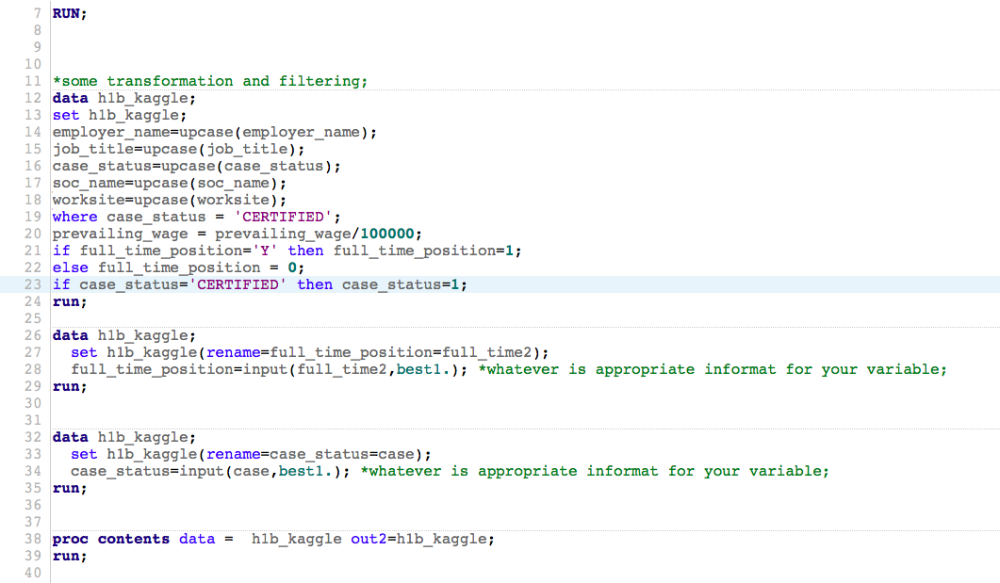 7 RUN;
8
9
10
11 *some transformation and filtering;
12 data h1b_kaggle;
13 set h1b_kaggle;
14 employer_name=upcase(employer_name);
15 job_title=upcase(job_title);
16 case_status=upcase(case_status);
17 soc_name=upcase(soc_name);
18 worksite=upcase(worksite);
19 where case_status = 'CERTIFIED';
20 prevailing_wage = prevailing_wage/100000;
21 if full_time_position='Y' then full_time_position=1;
22 else full_time_position = 0;
23 if case_status='CERTIFIED' then case_status=1;
24 run;
25
26 data h1b_kaggle;
27   set h1b_kaggle(rename=full_time_position=full_time2);
28   full_time_position=input(full_time2,best1.); *whatever is appropriate informat for your variable;
29 run;
30
31
32 data h1b_kaggle;
33   set h1b_kaggle(rename=case_status=case);
34   case_status=input(case,best1.); *whatever is appropriate informat for your variable;
35 run;
36
37
38 proc contents data =  h1b_kaggle out2=h1b_kaggle;
39 run;
40